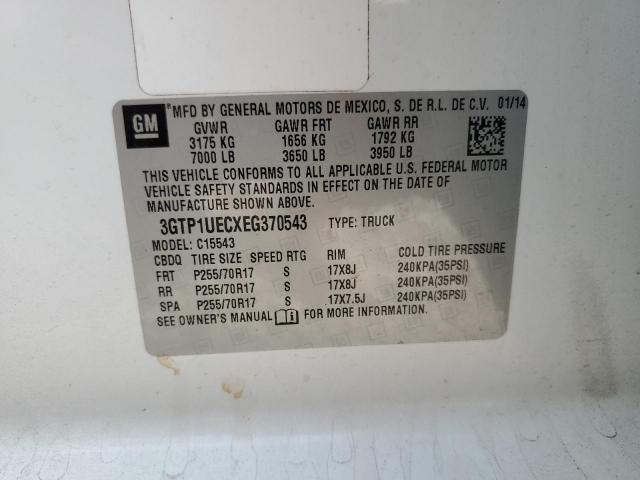 GM ® MFD BY GENERAL MOTORS DE MEXICO, S. DE R.L. DE C.V. 01/14
GVWR GAWR FRT GAWR RR
3175 KG 1656 KG 1792 KG
7000 LB 3650 LB 3950 LB
THIS VEHICLE CONFORMS TO ALL APPLICABLE U.S. FEDERAL MOTOR
VEHICLE SAFETY STANDARDS IN EFFECT ON THE DATE OF
MANUFACTURE SHOWN ABOVE.
3GTP1UECXEG370543 TYPE: TRUCK
MODEL: C15543
CBDQ TIRE SIZE SPEED RTG RIM COLD TIRE PRESSURE
FRT P255/70R17 S 17X8J 240KPA(35PSI)
RR P255/70R17 S 17X8J 240KPA(35PSI)
SPA P255/70R17 S 17X7.5J 240KPA(35PSI)
SEE OWNER'S MANUAL FOR MORE INFORMATION.